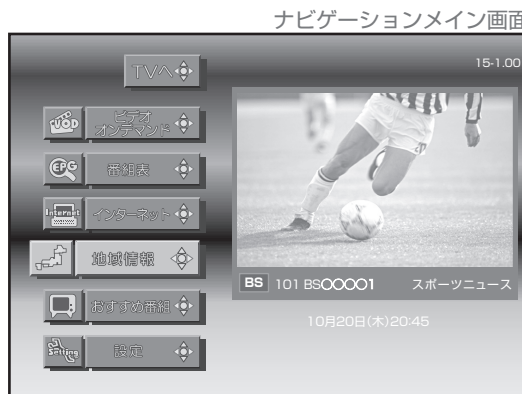 ナビゲーションメイン画面
15-1.00
TVへ
VOD
ビデオ
オンデマンド
EPG
番組表
Internet
インターネット
地域情報
おすすめ番組
Setting
設定
BS 101 BS○○○○1 スポーツニュース
10月20日(木)20:45